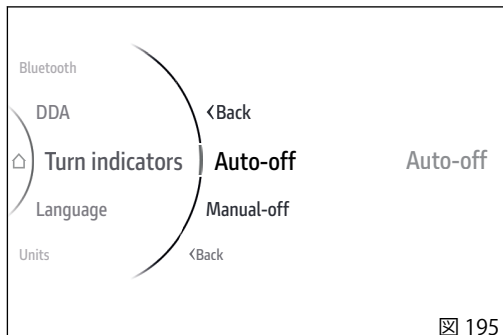 Bluetooth
DDA
‹Back
Turn indicators
Auto-off
Auto-off
Language
Manual-off
Units
‹Back
図 195